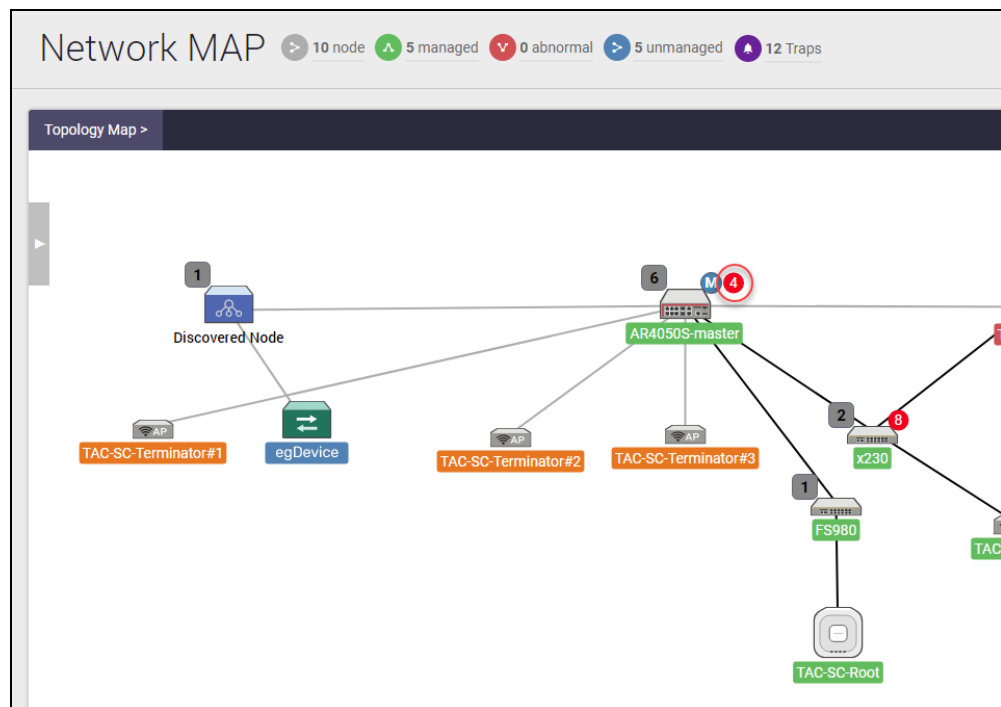 Network MAP 10 node 5 managed 0 abnormal 5 unmanaged 12 Traps
Topology Map >
1
6 M 4
Discovered Node
AR4050S-master
2 8
AP
AP
AP
TAC-SC-Terminator#1
egDevice
TAC-SC-Terminator#2
TAC-SC-Terminator#3
x230
1
FS980
TAC
TAC-SC-Root